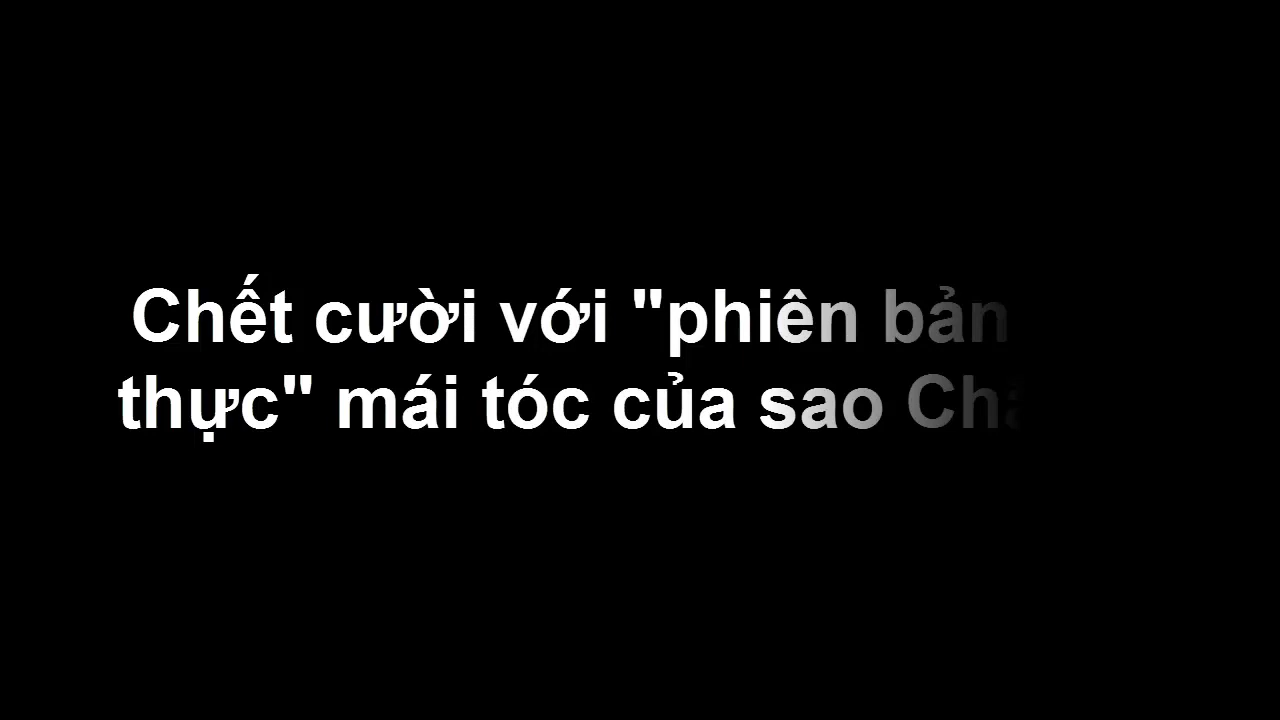 Chết cười với "phiên bản
thực" mái tóc của sao